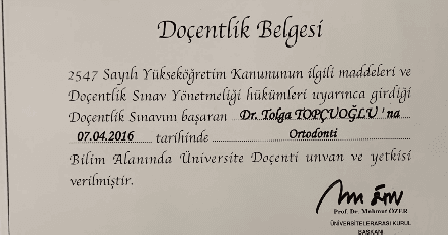 Doçentlik Belgesi
2547 Sayılı Yükseköğretim Kanununun ilgili maddeleri ve
Doçentlik Sınav Yönetmeliği hükümleri uyarınca girdiği
Doçentlik Sınavını başaran Dr. Tolga TOPÇUOĞLU'na
07.04.2016 tarihinde Ortodonti
Bilim Alanında Üniversite Doçenti unvan ve yetkisi
verilmiştir.
Prof. Dr. Mahmut ÖZER
ÜNİVERSİTELERARASI KURUL
BAŞKANI